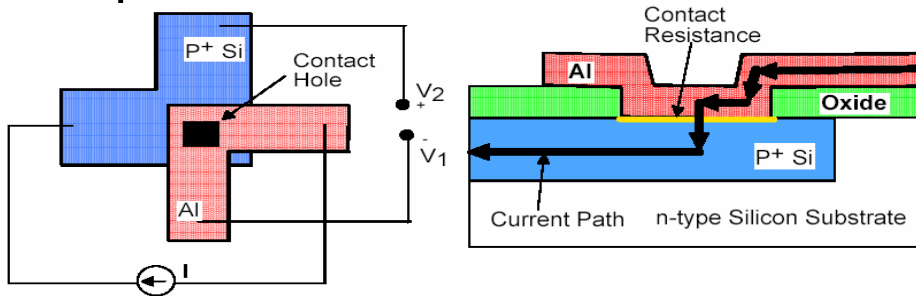 P+ Si
Contact
Hole
V2
+
-
V1
Al
I
Contact
Resistance
Al
Oxide
P+ Si
Current Path
n-type Silicon Substrate